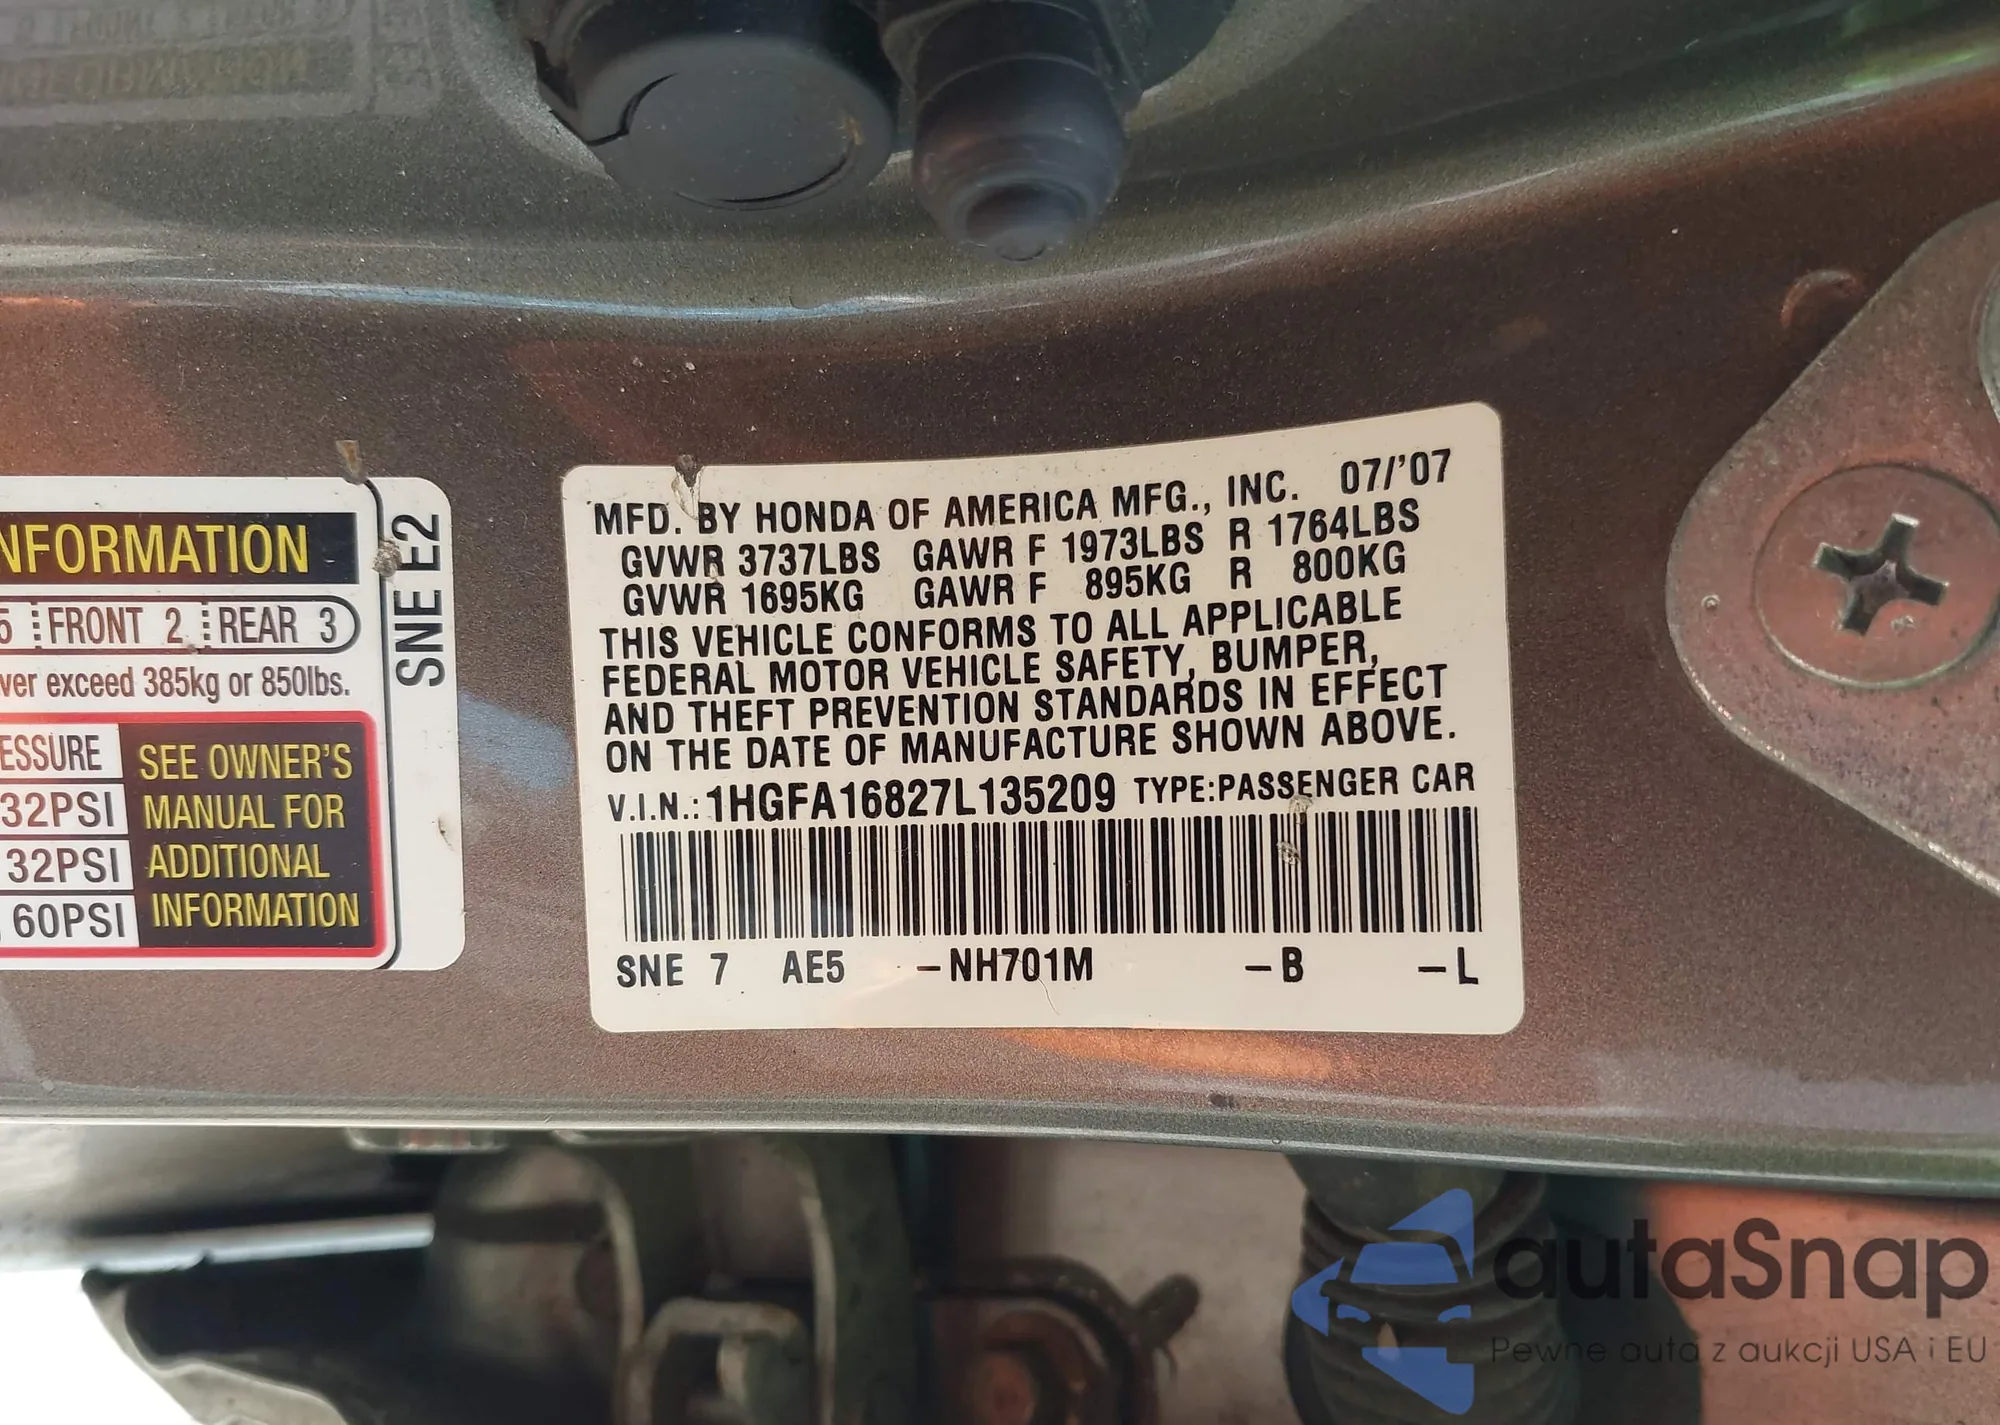 NFORMATION
5 FRONT 2 REAR 3
ver exceed 385kg or 850lbs.
ESSURE
32PSI
32PSI
60PSI
SEE OWNER'S
MANUAL FOR
ADDITIONAL
INFORMATION
SNE E2
MFD. BY HONDA OF AMERICA MFG., INC. 07/'07
GVWR 3737LBS GAWR F 1973LBS R 1764LBS
GVWR 1695KG GAWR F 895KG R 800KG
THIS VEHICLE CONFORMS TO ALL APPLICABLE
FEDERAL MOTOR VEHICLE SAFETY, BUMPER,
AND THEFT PREVENTION STANDARDS IN EFFECT
ON THE DATE OF MANUFACTURE SHOWN ABOVE.
V.I.N.: 1HGFA16827L135209 TYPE:PASSENGER CAR
SNE 7 AE5 -NH701M -B -L
autaSnap
Pewne auta z aukcji USA i EU